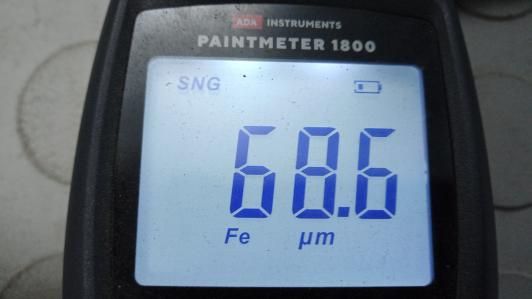 ADA INSTRUMENTS
PAINTMETER 1800
SNG
68.6
Fe µm